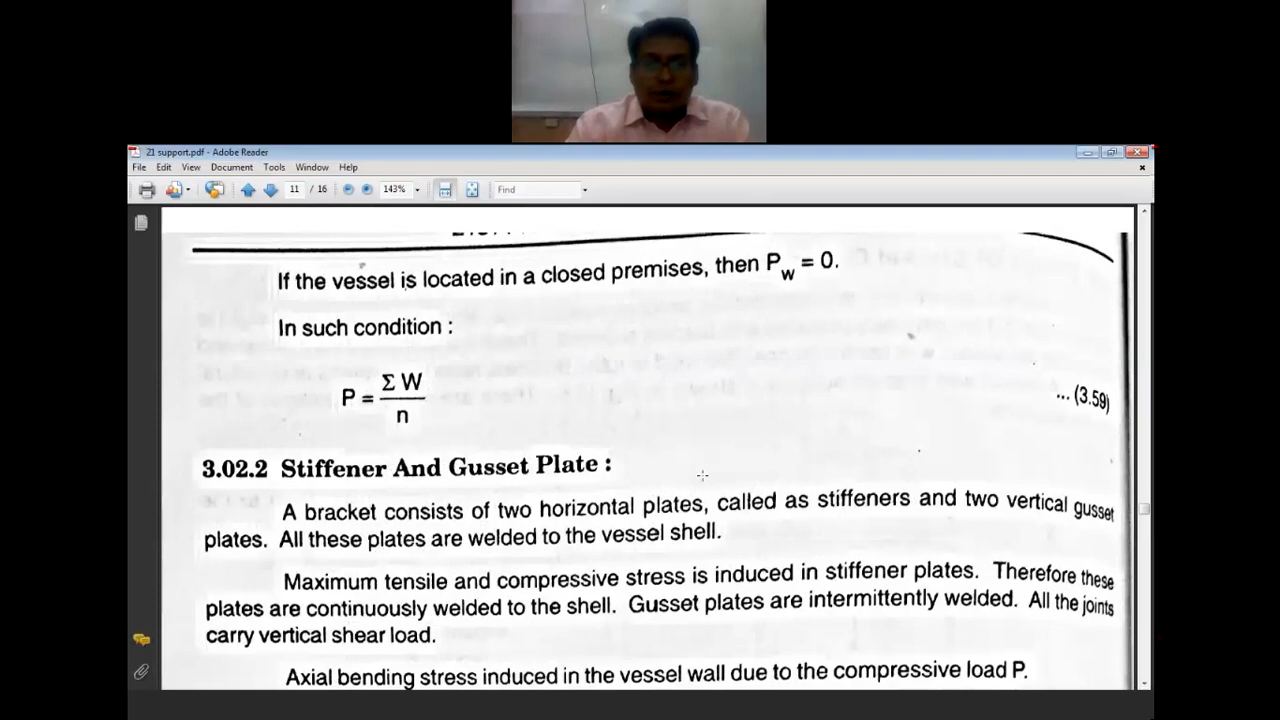 21 support.pdf - Adobe Reader
File Edit View Document Tools Window Help
11 / 16 143% Find
If the vessel is located in a closed premises, then Pw = 0.
In such condition :
P = Σ W / n ... (3.59)
3.02.2 Stiffener And Gusset Plate :
A bracket consists of two horizontal plates, called as stiffeners and two vertical gusset
plates. All these plates are welded to the vessel shell.
Maximum tensile and compressive stress is induced in stiffener plates. Therefore these
plates are continuously welded to the shell. Gusset plates are intermittently welded. All the joints
carry vertical shear load.
Axial bending stress induced in the vessel wall due to the compressive load P.